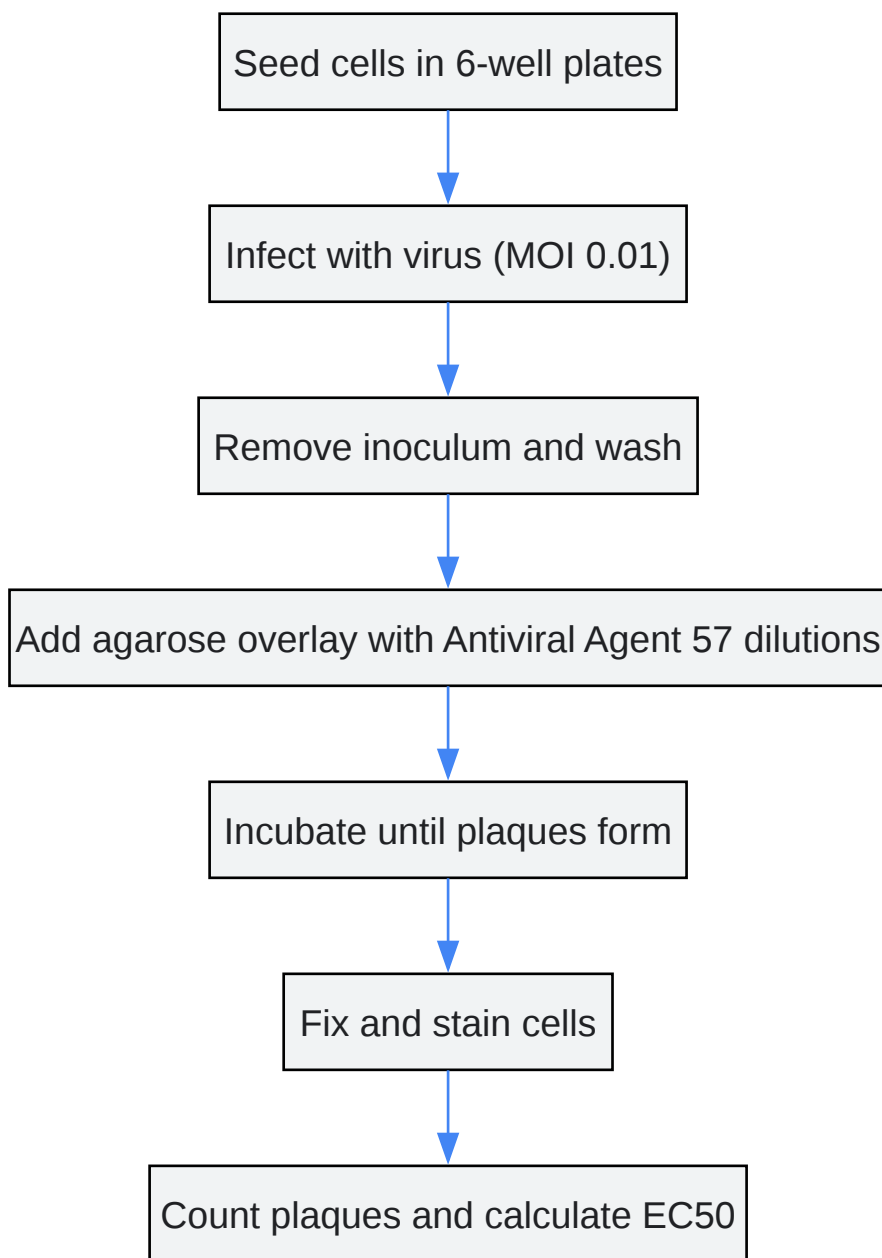 Seed cells in 6-well plates
Infect with virus (MOI 0.01)
Remove inoculum and wash
Add agarose overlay with Antiviral Agent 57 dilutions
Incubate until plaques form
Fix and stain cells
Count plaques and calculate EC50